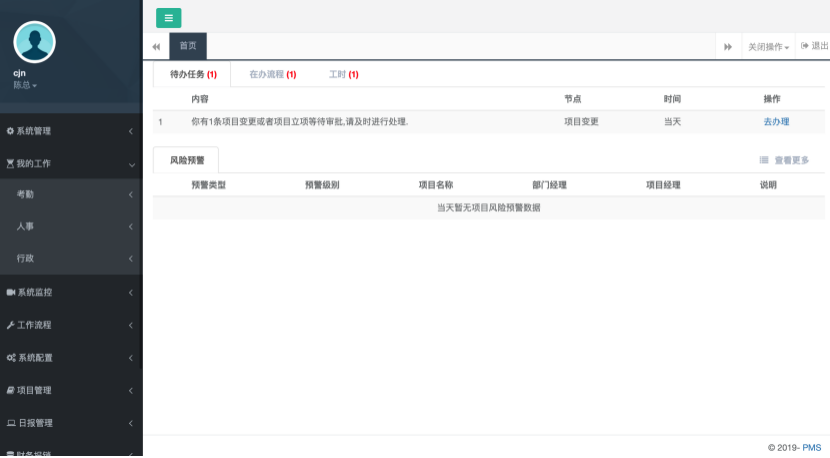 首页
关闭操作
退出
cjn
陈总
系统管理
我的工作
考勤
人事
行政
系统监控
工作流程
系统配置
项目管理
日报管理
财务报销
待办任务 (1) 在办流程 (1) 工时 (1)
内容 节点 时间 操作
1 你有1条项目变更或者项目立项等待审批,请及时进行处理. 项目变更 当天 去办理
风险预警 查看更多
预警类型 预警级别 项目名称 部门经理 项目经理 说明
当天暂无项目风险预警数据
© 2019- PMS